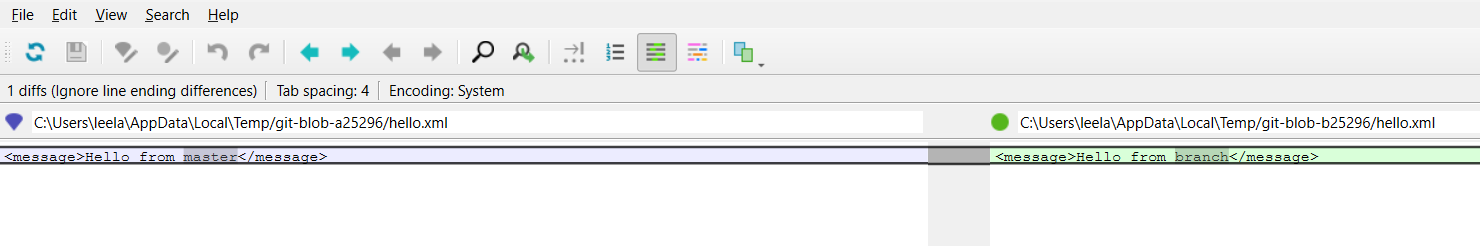 File Edit View Search Help
1 diffs (Ignore line ending differences) Tab spacing: 4 Encoding: System
C:\Users\leela\AppData\Local\Temp/git-blob-a25296/hello.xml C:\Users\leela\AppData\Local\Temp/git-blob-b25296/hello.xml
<message>Hello from master</message> <message>Hello from branch</message>